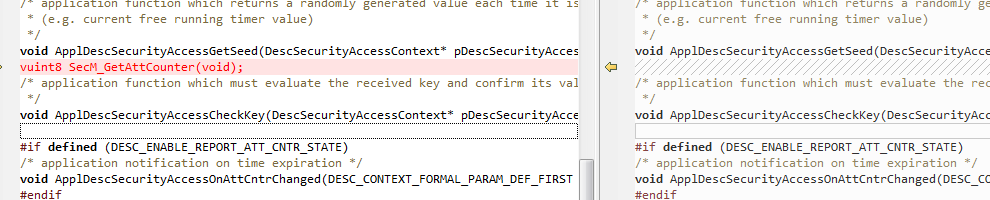 /* application function which returns a randomly generated value each time it is
 * (e.g. current free running timer value)
 */
void ApplDescSecurityAccessGetSeed(DescSecurityAccessContext* pDescSecurityAcces
vuint8 SecM_GetAttCounter(void);
/* application function which must evaluate the received key and confirm its val
 */
void ApplDescSecurityAccessCheckKey(DescSecurityAccessContext* pDescSecurityAcce
#if defined (DESC_ENABLE_REPORT_ATT_CNTR_STATE)
/* application notification on time expiration */
void ApplDescSecurityAccessOnAttCntrChanged(DESC_CONTEXT_FORMAL_PARAM_DEF_FIRST
#endif
/* application function which returns a randomly ge
 * (e.g. current free running timer value)
 */
void ApplDescSecurityAccessGetSeed(DescSecurityAcces
/* application function which must evaluate the rec
 */
void ApplDescSecurityAccessCheckKey(DescSecurityAcce
#if defined (DESC_ENABLE_REPORT_ATT_CNTR_STATE)
/* application notification on time expiration */
void ApplDescSecurityAccessOnAttCntrChanged(DESC_CO
#endif